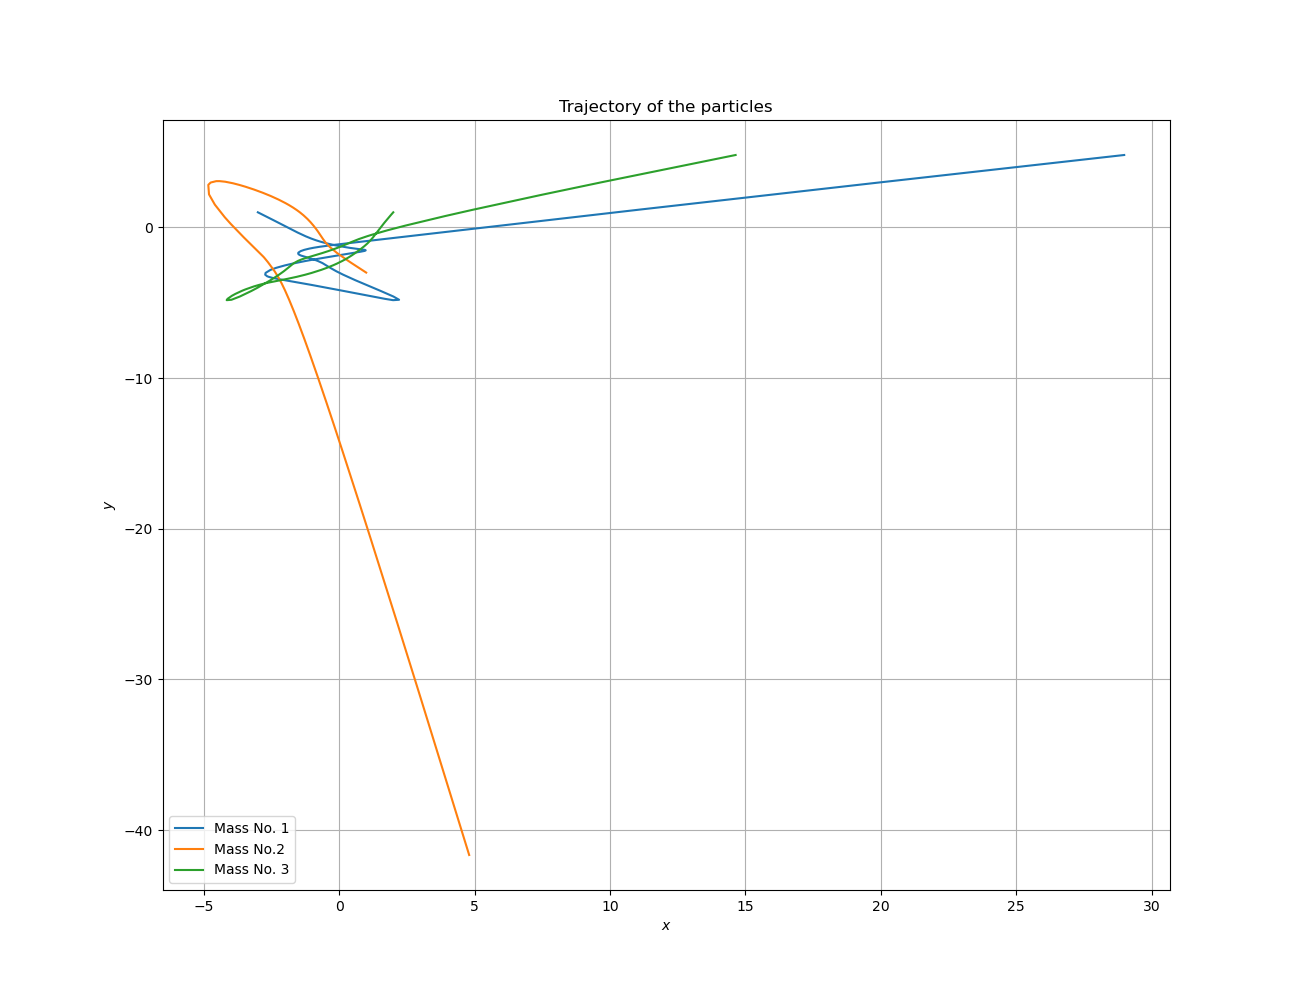 Trajectory of the particles
0
−10
−20
−30
−40
y
Mass No. 1
Mass No.2
Mass No. 3
−5 0 5 10 15 20 25 30
x